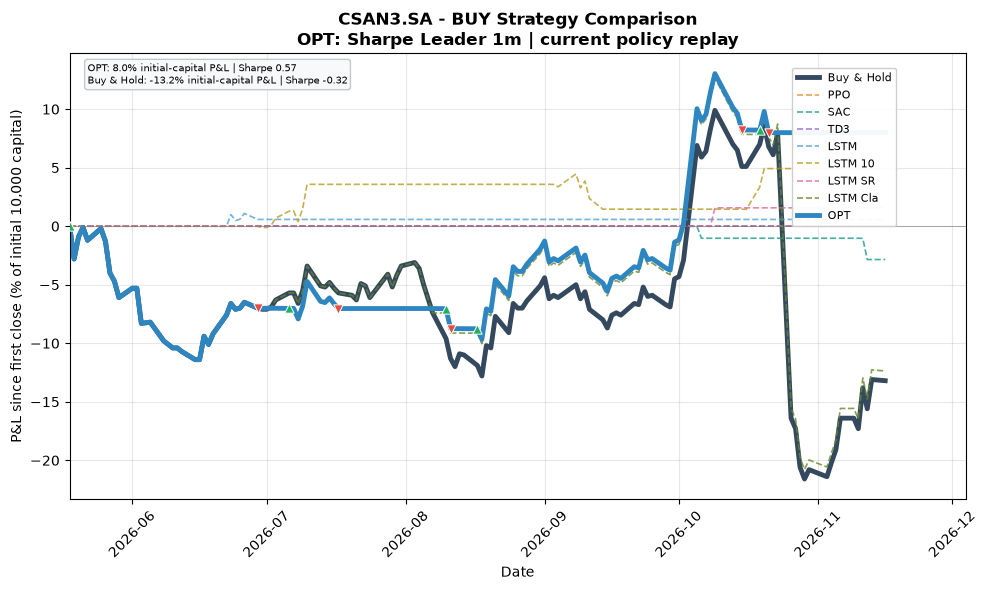 CSAN3.SA - BUY Strategy Comparison
OPT: Sharpe Leader 1m | current policy replay
OPT: 8.0% initial-capital P&L | Sharpe 0.57
Buy & Hold: -13.2% initial-capital P&L | Sharpe -0.32
Buy & Hold
PPO
SAC
TD3
LSTM
LSTM 10
LSTM SR
LSTM Cla
OPT
P&L since first close (% of initial 10,000 capital)
10
5
0
−5
−10
−15
−20
2026-06
2026-07
2026-08
2026-09
2026-10
2026-11
2026-12
Date